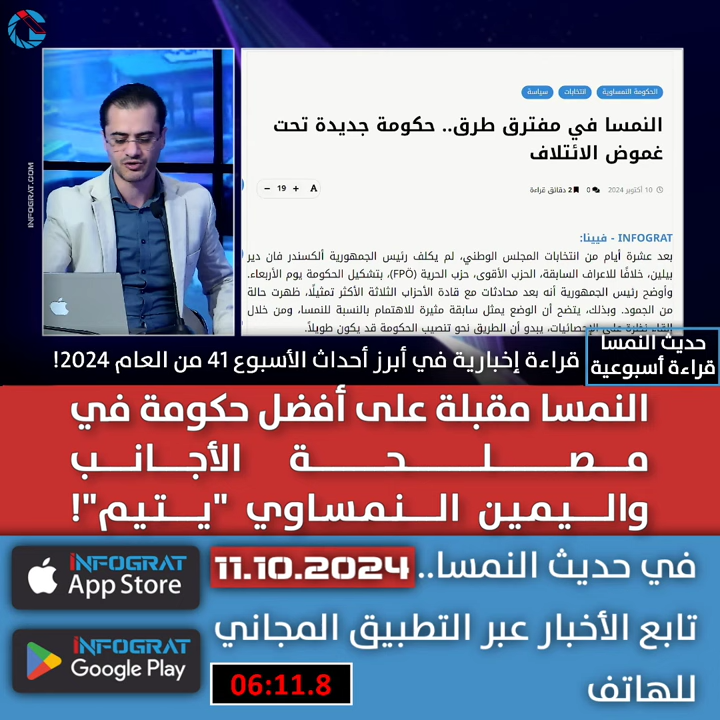 INFOGRAT.COM
الحكومة النمساوية
انتخابات
سياسة
النمسا في مفترق طرق.. حكومة جديدة تحت
غموض الائتلاف
10 أكتوبر 2024
0
2 دقائق قراءة
A + 19 −
INFOGRAT - فيينا:
بعد عشرة أيام من انتخابات المجلس الوطني، لم يكلف رئيس الجمهورية ألكسندر فان دير
بيلين، خلافًا للاعراف السابقة، الحزب الأقوى، حزب الحرية (FPÖ)، بتشكيل الحكومة يوم الأربعاء.
وأوضح رئيس الجمهورية أنه بعد محادثات مع قادة الأحزاب الثلاثة الأكثر تمثيلًا، ظهرت حالة
من الجمود. وبذلك، يتضح أن الوضع يمثل سابقة مثيرة للاهتمام بالنسبة للنمسا، ومن خلال
إلقاء نظرة على الإحصائيات، يبدو أن الطريق نحو تنصيب الحكومة قد يكون طويلاً.
حديث النمسا
قراءة أسبوعية
قراءة إخبارية في أبرز أحداث الأسبوع 41 من العام 2024!
النمسا مقبلة على أفضل حكومة في
مصلحة الأجانب
واليمين النمساوي "يتيم"!
في حديث النمسا.. 11.10.2024
تابع الأخبار عبر التطبيق المجاني
للهاتف
INFOGRAT
App Store
INFOGRAT
Google Play
06:11.8